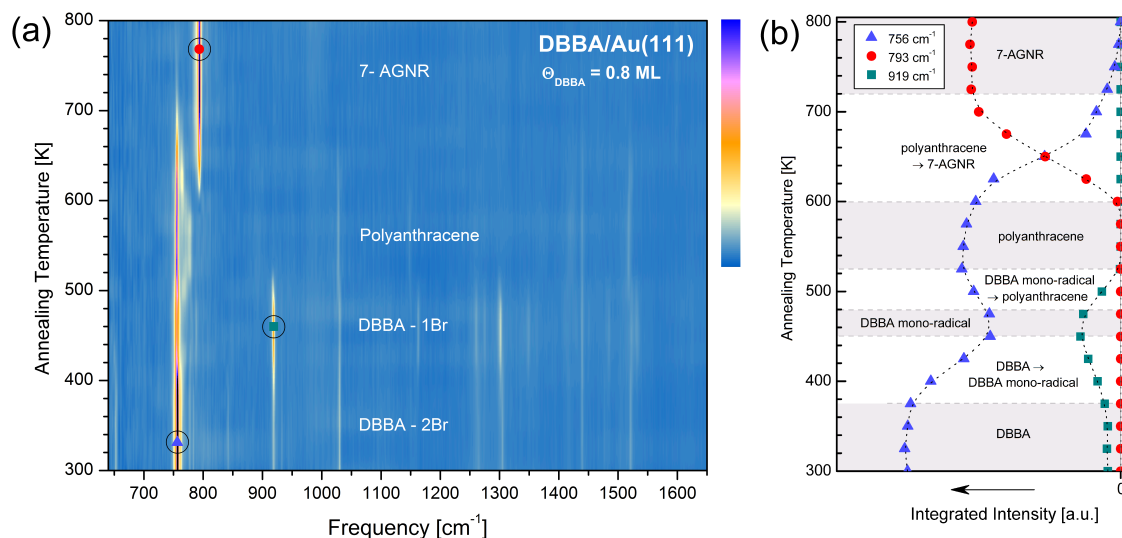 (a)
DBBA/Au(111)
Θ_DBBA = 0.8 ML
7- AGNR
Polyanthracene
DBBA - 1Br
DBBA - 2Br
Annealing Temperature [K]
800
700
600
500
400
300
700
800
900
1000
1100
1200
1300
1400
1500
1600
Frequency [cm⁻¹]
(b)
756 cm⁻¹
793 cm⁻¹
919 cm⁻¹
7-AGNR
polyanthracene
→ 7-AGNR
polyanthracene
DBBA mono-radical
→ polyanthracene
DBBA mono-radical
DBBA →
DBBA mono-radical
DBBA
Annealing Temperature [K]
800
700
600
500
400
300
0
Integrated Intensity [a.u.]